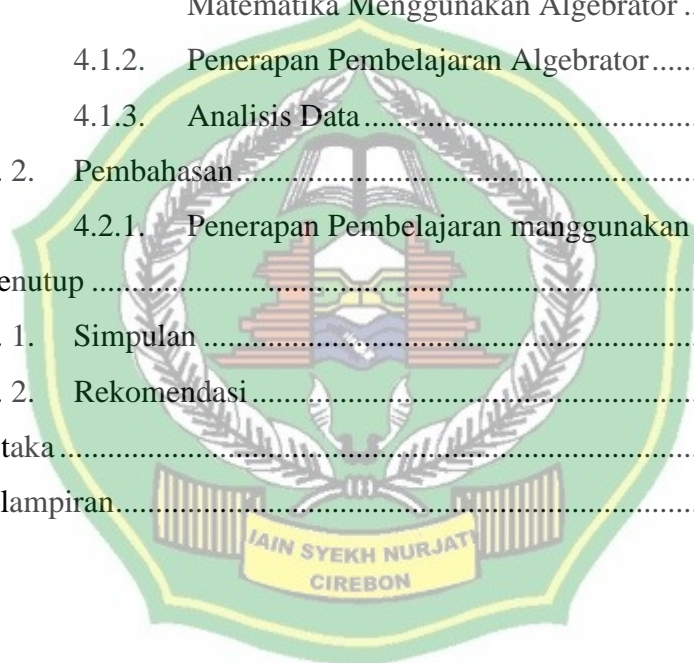 Matematika Menggunakan Algebrator ..
4.1.2. Penerapan Pembelajaran Algebrator......
4.1.3. Analisis Data..........................................
. 2. Pembahasan..........................................................
4.2.1. Penerapan Pembelajaran manggunakan
enutup ..............................................................................
. 1. Simpulan ..............................................................
. 2. Rekomendasi........................................................
taka..................................................................................
lampiran...........................................................................
IAIN SYEKH NURJATI
CIREBON